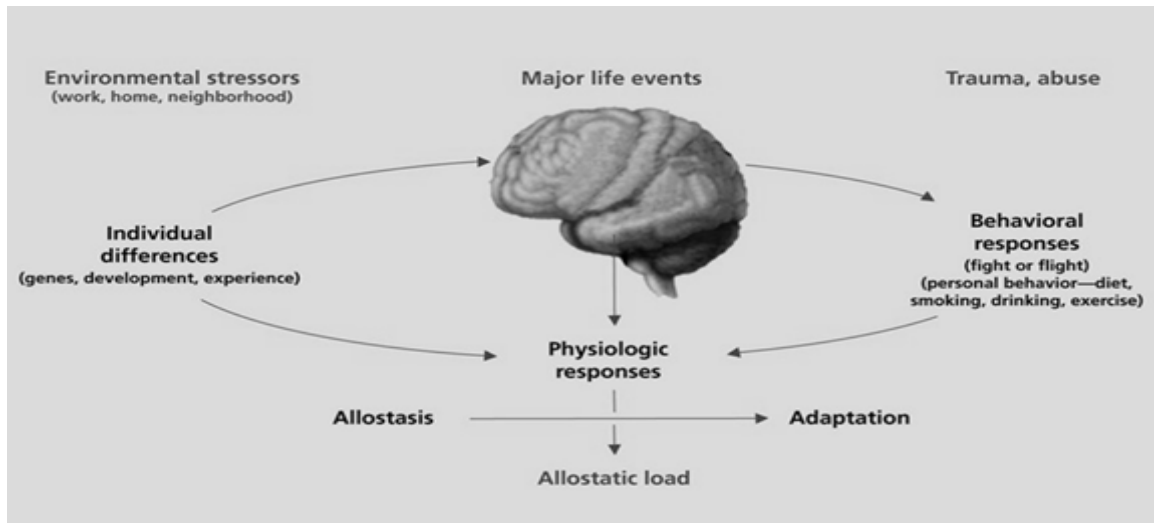 Environmental stressors
(work, home, neighborhood)
Major life events
Trauma, abuse
Individual
differences
(genes, development, experience)
Behavioral
responses
(fight or flight)
(personal behavior—diet,
smoking, drinking, exercise)
Physiologic
responses
Allostasis
Adaptation
Allostatic load